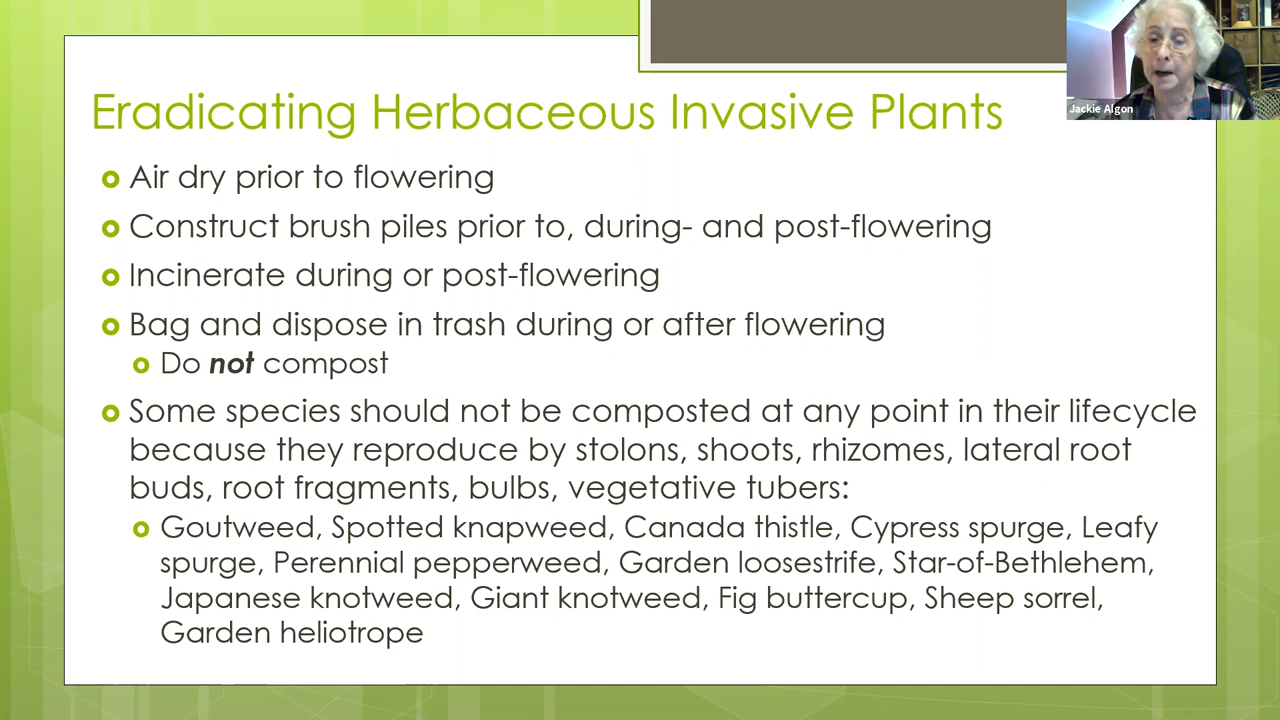 Eradicating Herbaceous Invasive Plants
Jackie Algon
Air dry prior to flowering
Construct brush piles prior to, during- and post-flowering
Incinerate during or post-flowering
Bag and dispose in trash during or after flowering
Do not compost
Some species should not be composted at any point in their lifecycle
because they reproduce by stolons, shoots, rhizomes, lateral root
buds, root fragments, bulbs, vegetative tubers:
Goutweed, Spotted knapweed, Canada thistle, Cypress spurge, Leafy
spurge, Perennial pepperweed, Garden loosestrife, Star-of-Bethlehem,
Japanese knotweed, Giant knotweed, Fig buttercup, Sheep sorrel,
Garden heliotrope